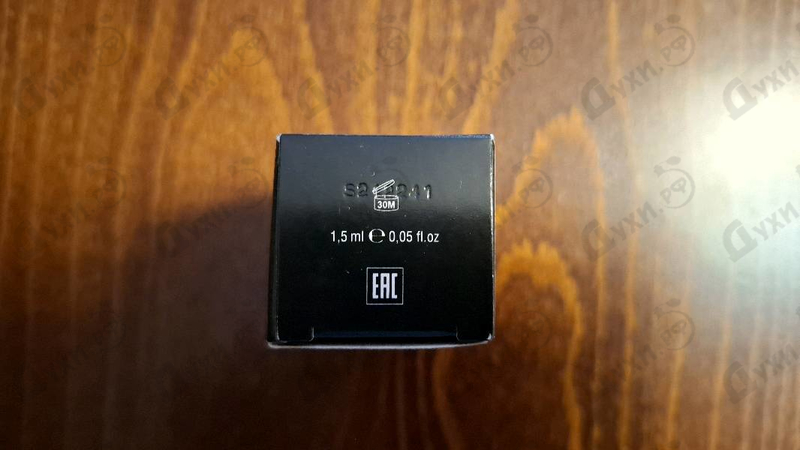 30M
1,5 ml ℮ 0,05 fl.oz
EAC
Духи.РФ